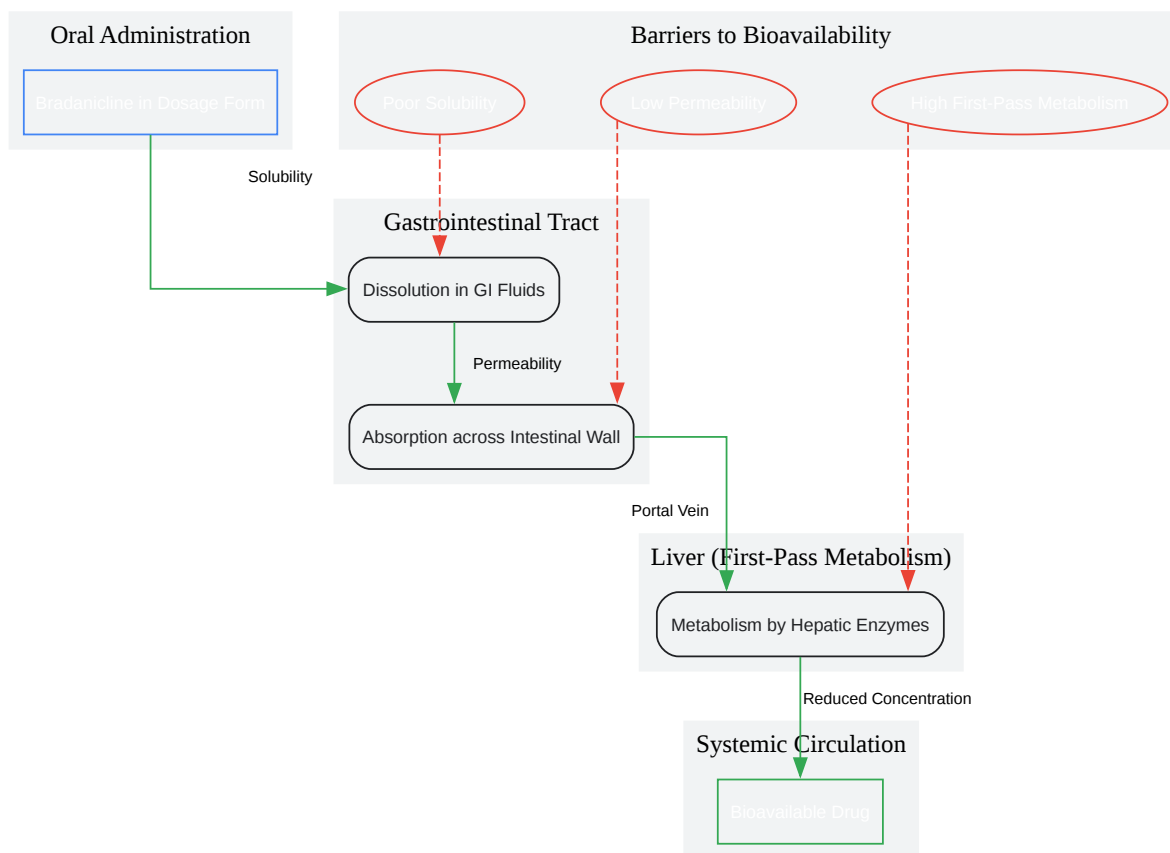 Oral Administration
Barriers to Bioavailability
Bradanicline in Dosage Form
Poor Solubility
Low Permeability
High First-Pass Metabolism
Solubility
Gastrointestinal Tract
Dissolution in GI Fluids
Permeability
Absorption across Intestinal Wall
Portal Vein
Liver (First-Pass Metabolism)
Metabolism by Hepatic Enzymes
Reduced Concentration
Systemic Circulation
Bioavailable Drug